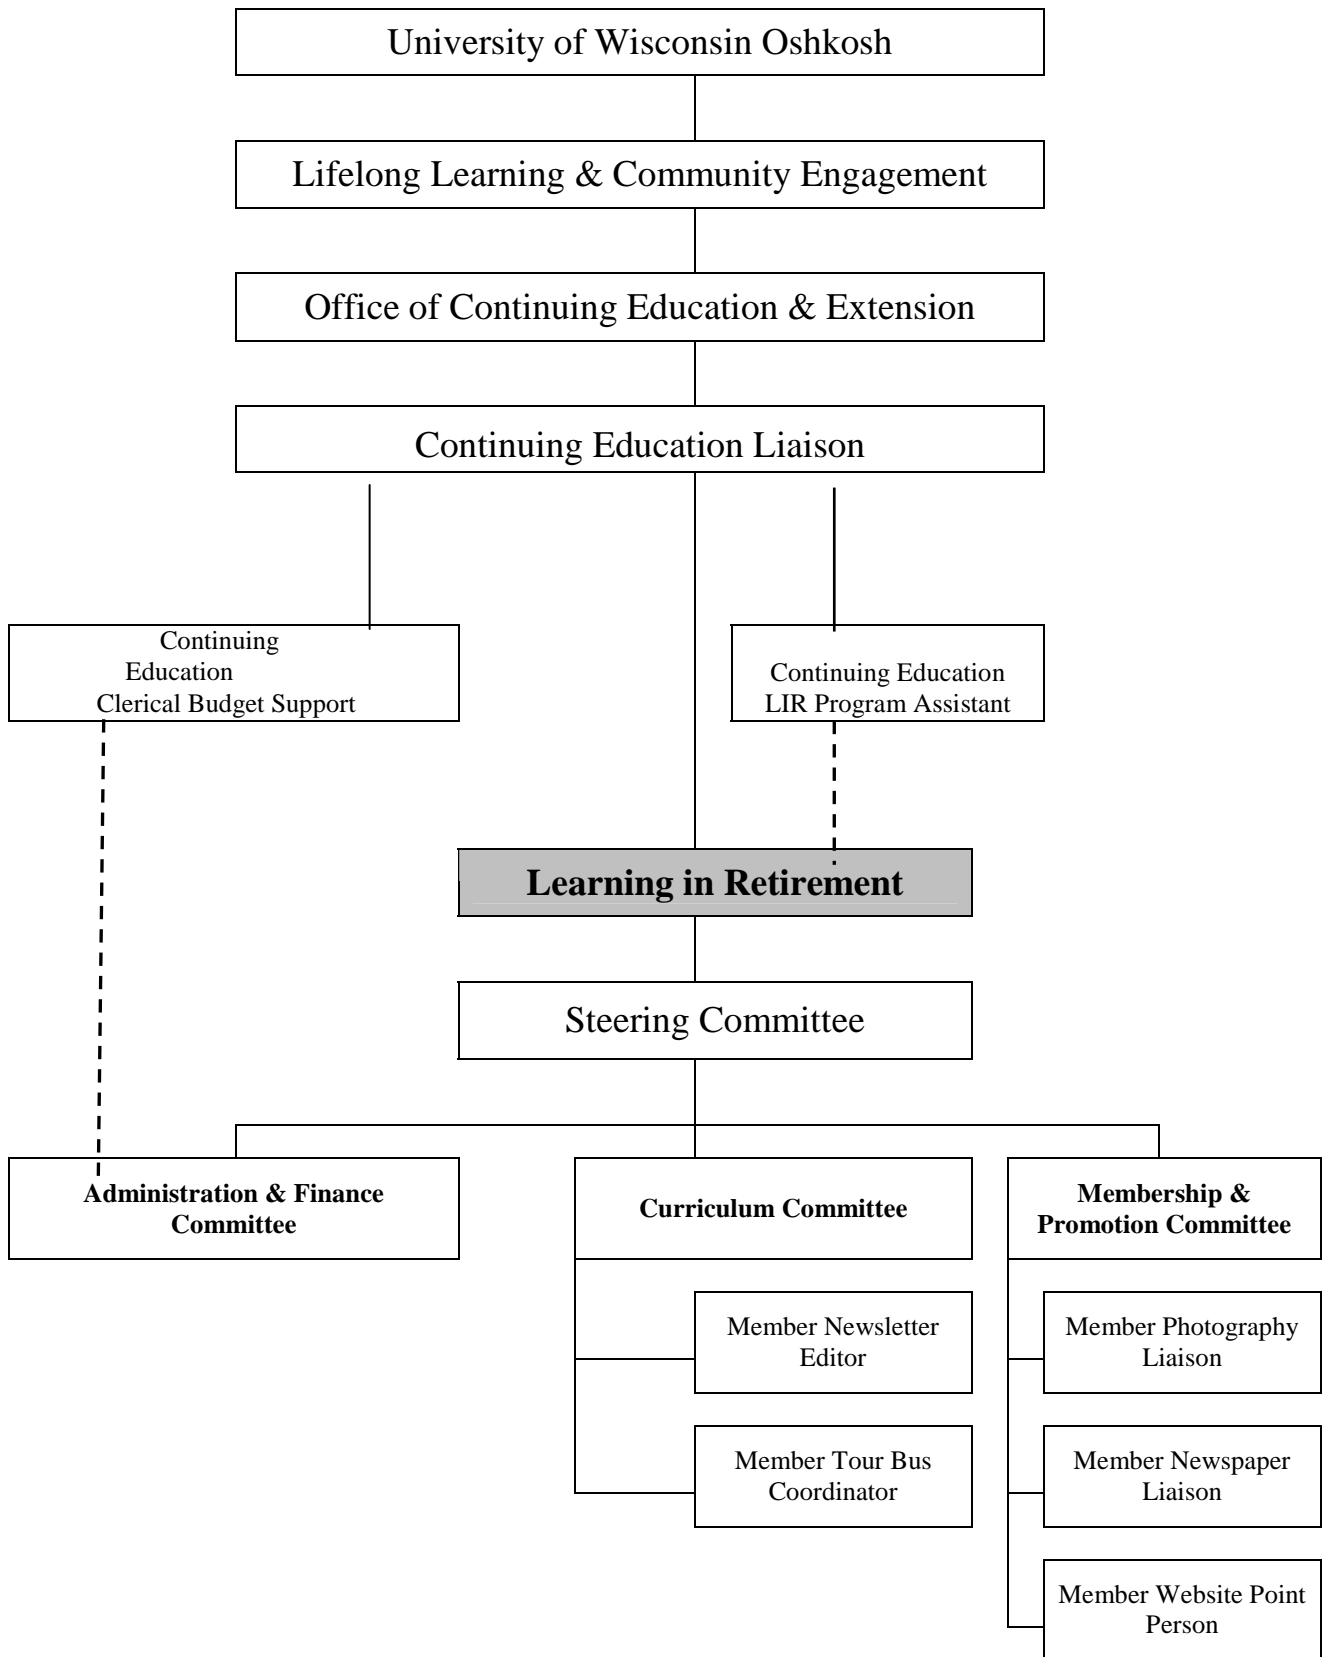 University of Wisconsin Oshkosh
Lifelong Learning & Community Engagement
Office of Continuing Education & Extension
Continuing Education Liaison
Continuing
Education
Clerical Budget Support
Continuing Education
LIR Program Assistant
Learning in Retirement
Steering Committee
Administration & Finance
Committee
Curriculum Committee
Membership &
Promotion Committee
Member Newsletter
Editor
Member Tour Bus
Coordinator
Member Photography
Liaison
Member Newspaper
Liaison
Member Website Point
Person